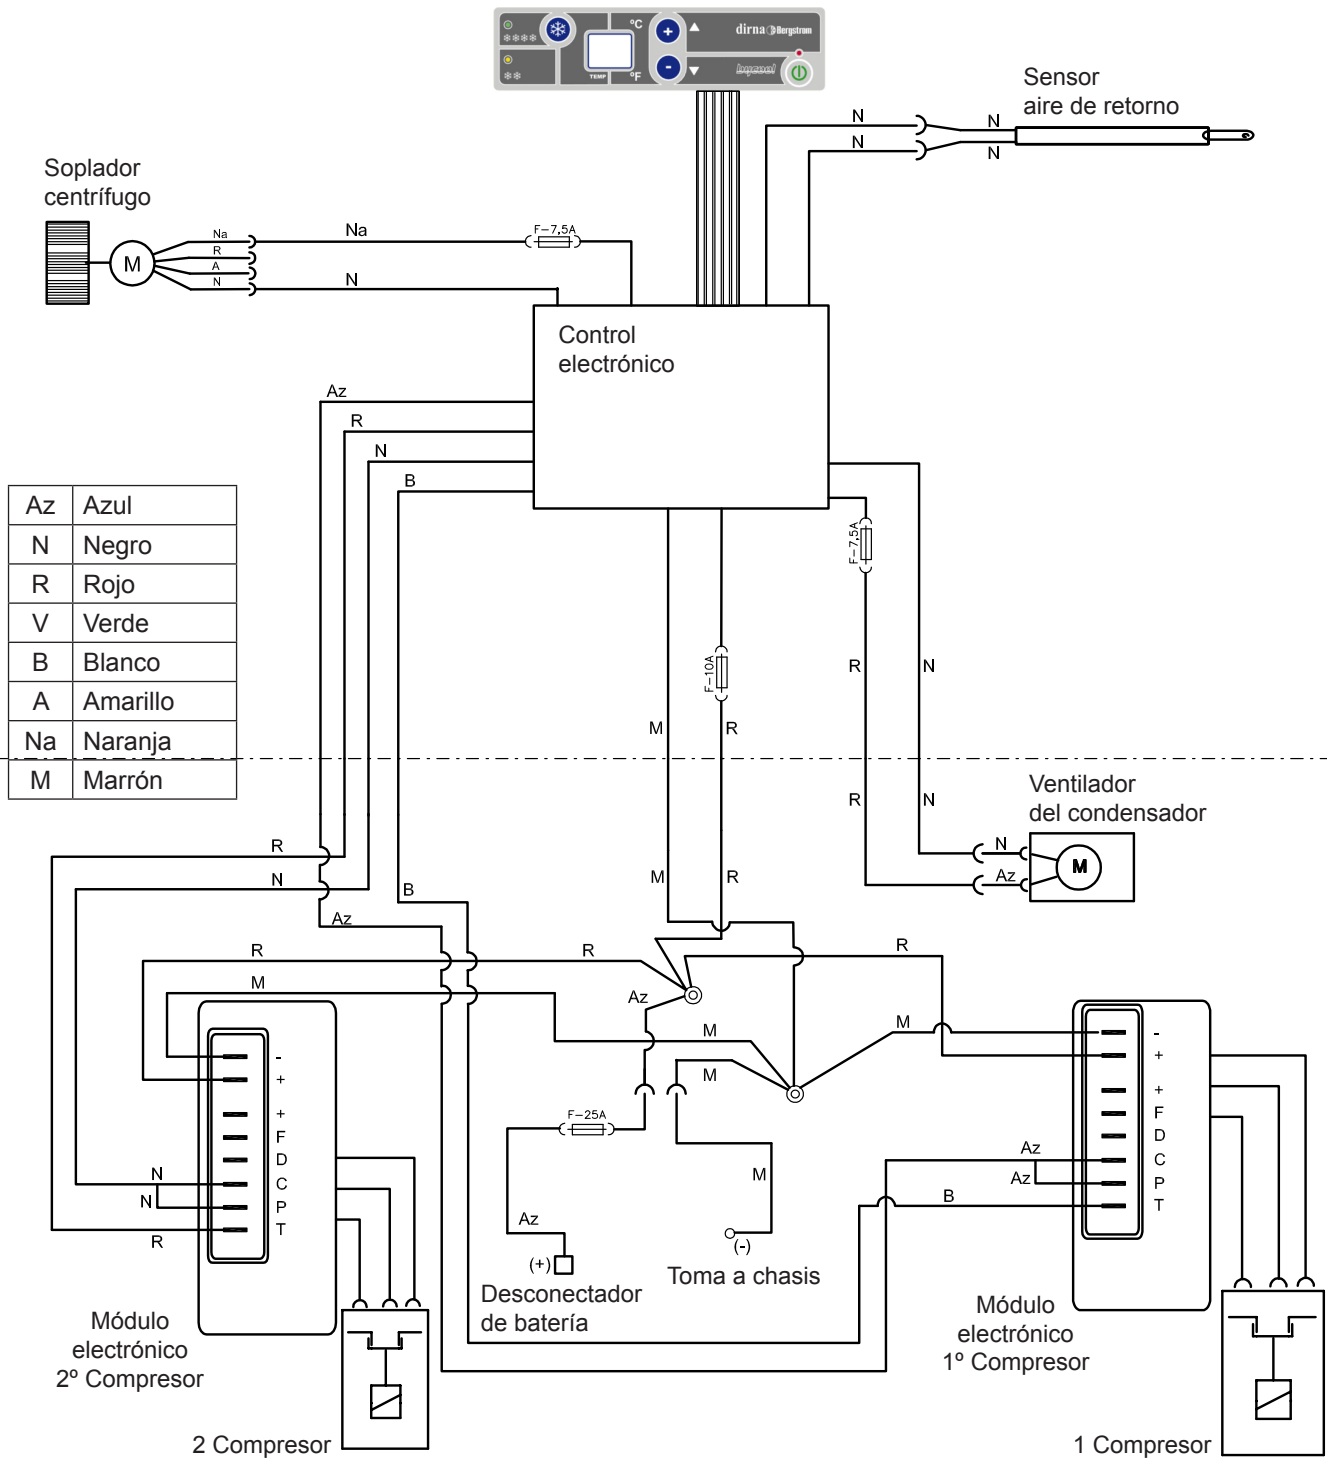 °C
dirna Bergstrom
TEMP
°F
+
-
Sensor
aire de retorno
N
N
N
N
Soplador
centrífugo
Na
R
A
N
M
Na
N
F-7,5A
Control
electrónico
Az
R
N
B
Az Azul
N Negro
R Rojo
V Verde
B Blanco
A Amarillo
Na Naranja
M Marrón
F-7,5A
F-10A
R
N
M
R
R
N
Ventilador
del condensador
N
Az
M
R
N
B
Az
M
R
R
R
R
M
Az
M
M
M
-
+
+
F
D
C
P
T
N
N
R
F-25A
Az
(+)
Desconectador
de batería
M
(-)
Toma a chasis
-
+
+
F
D
C
P
T
Az
Az
B
Módulo
electrónico
2º Compresor
2 Compresor
Módulo
electrónico
1º Compresor
1 Compresor